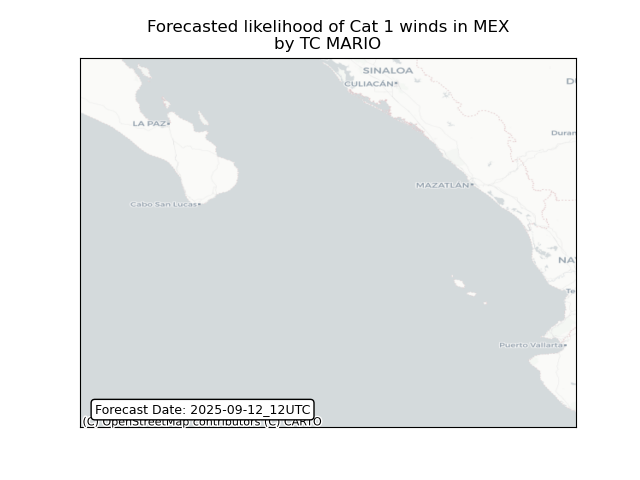 Forecasted likelihood of Cat 1 winds in MEX
by TC MARIO
SINALOA
CULIACÁN
LA PAZ
Duran
MAZATLÁN
Cabo San Lucas
NA
Te
Puerto Vallarta
Forecast Date: 2025-09-12_12UTC
(C) OpenStreetMap contributors (C) CARTO